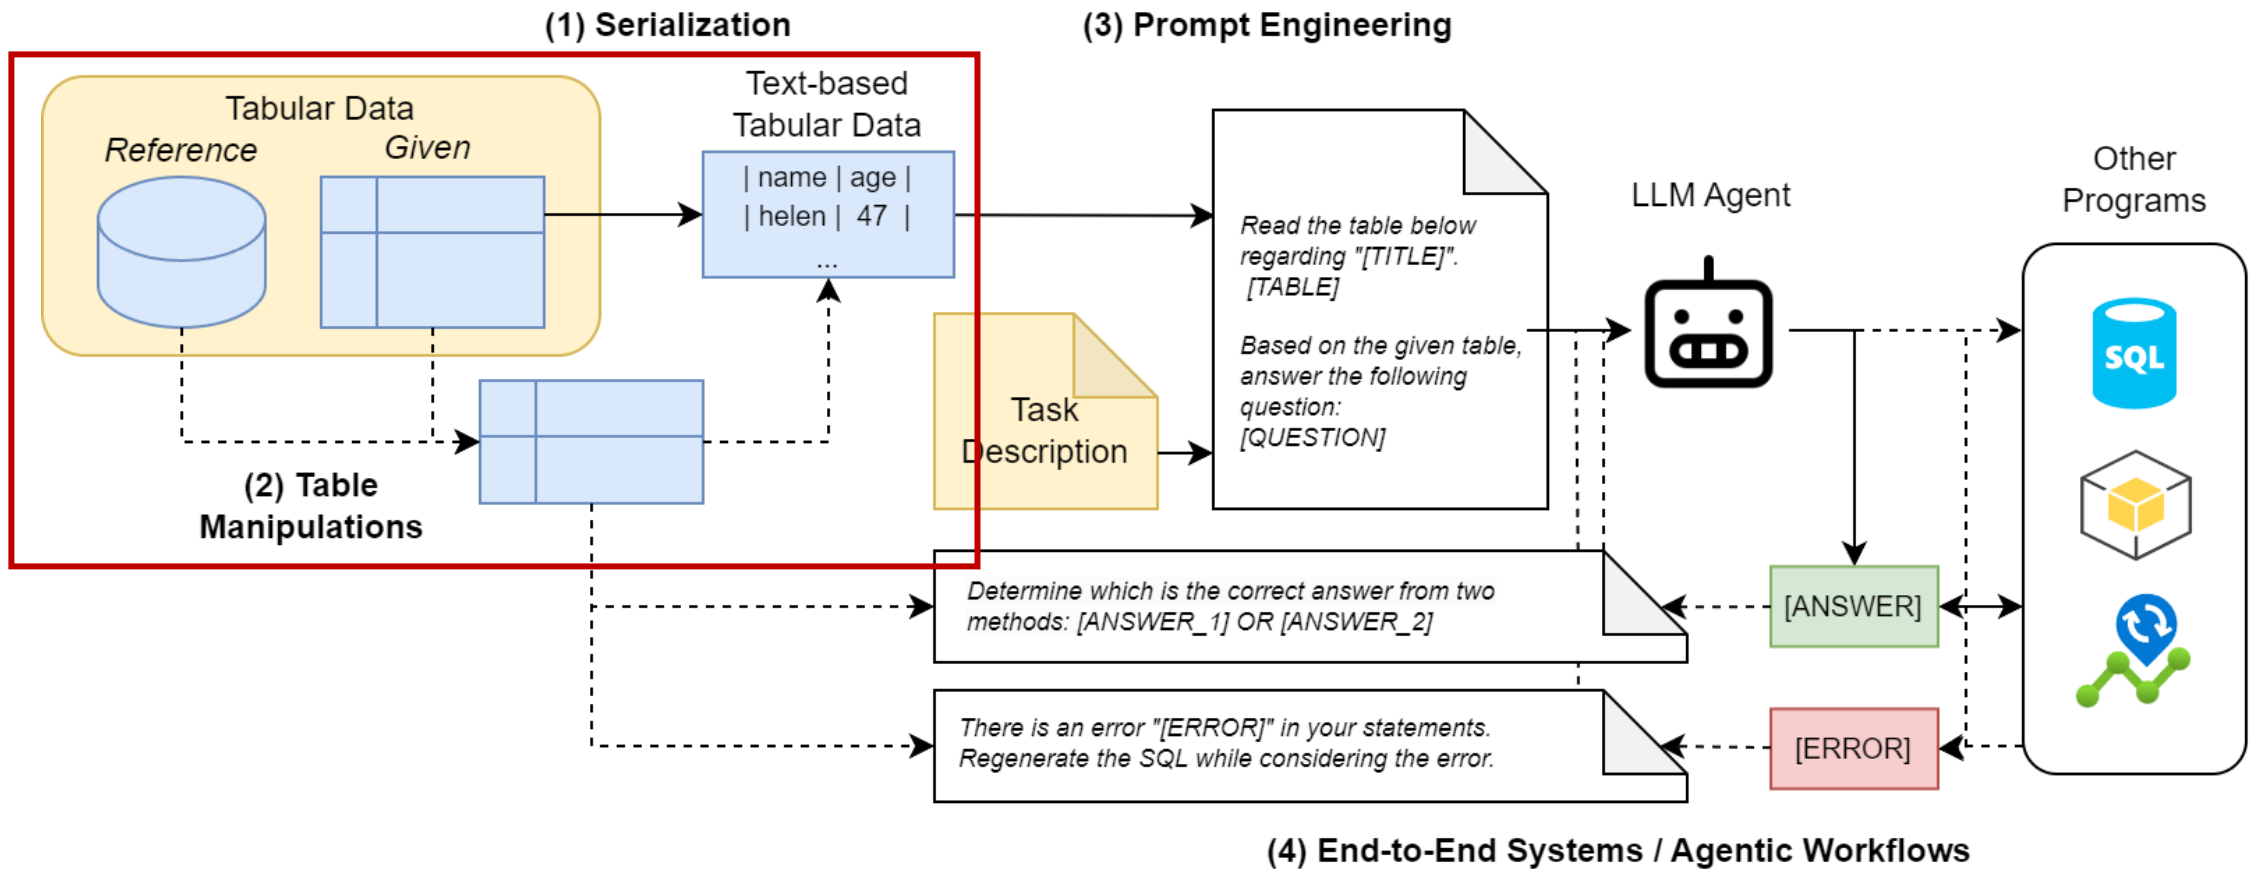 (1) Serialization
(3) Prompt Engineering
Tabular Data
Reference
Given
Text-based
Tabular Data
| name | age |
| helen | 47 |
...
(2) Table
Manipulations
Task
Description
Read the table below
regarding "[TITLE]".
[TABLE]
Based on the given table,
answer the following
question:
[QUESTION]
LLM Agent
Other
Programs
SQL
Determine which is the correct answer from two
methods: [ANSWER_1] OR [ANSWER_2]
[ANSWER]
There is an error "[ERROR]" in your statements.
Regenerate the SQL while considering the error.
[ERROR]
(4) End-to-End Systems / Agentic Workflows